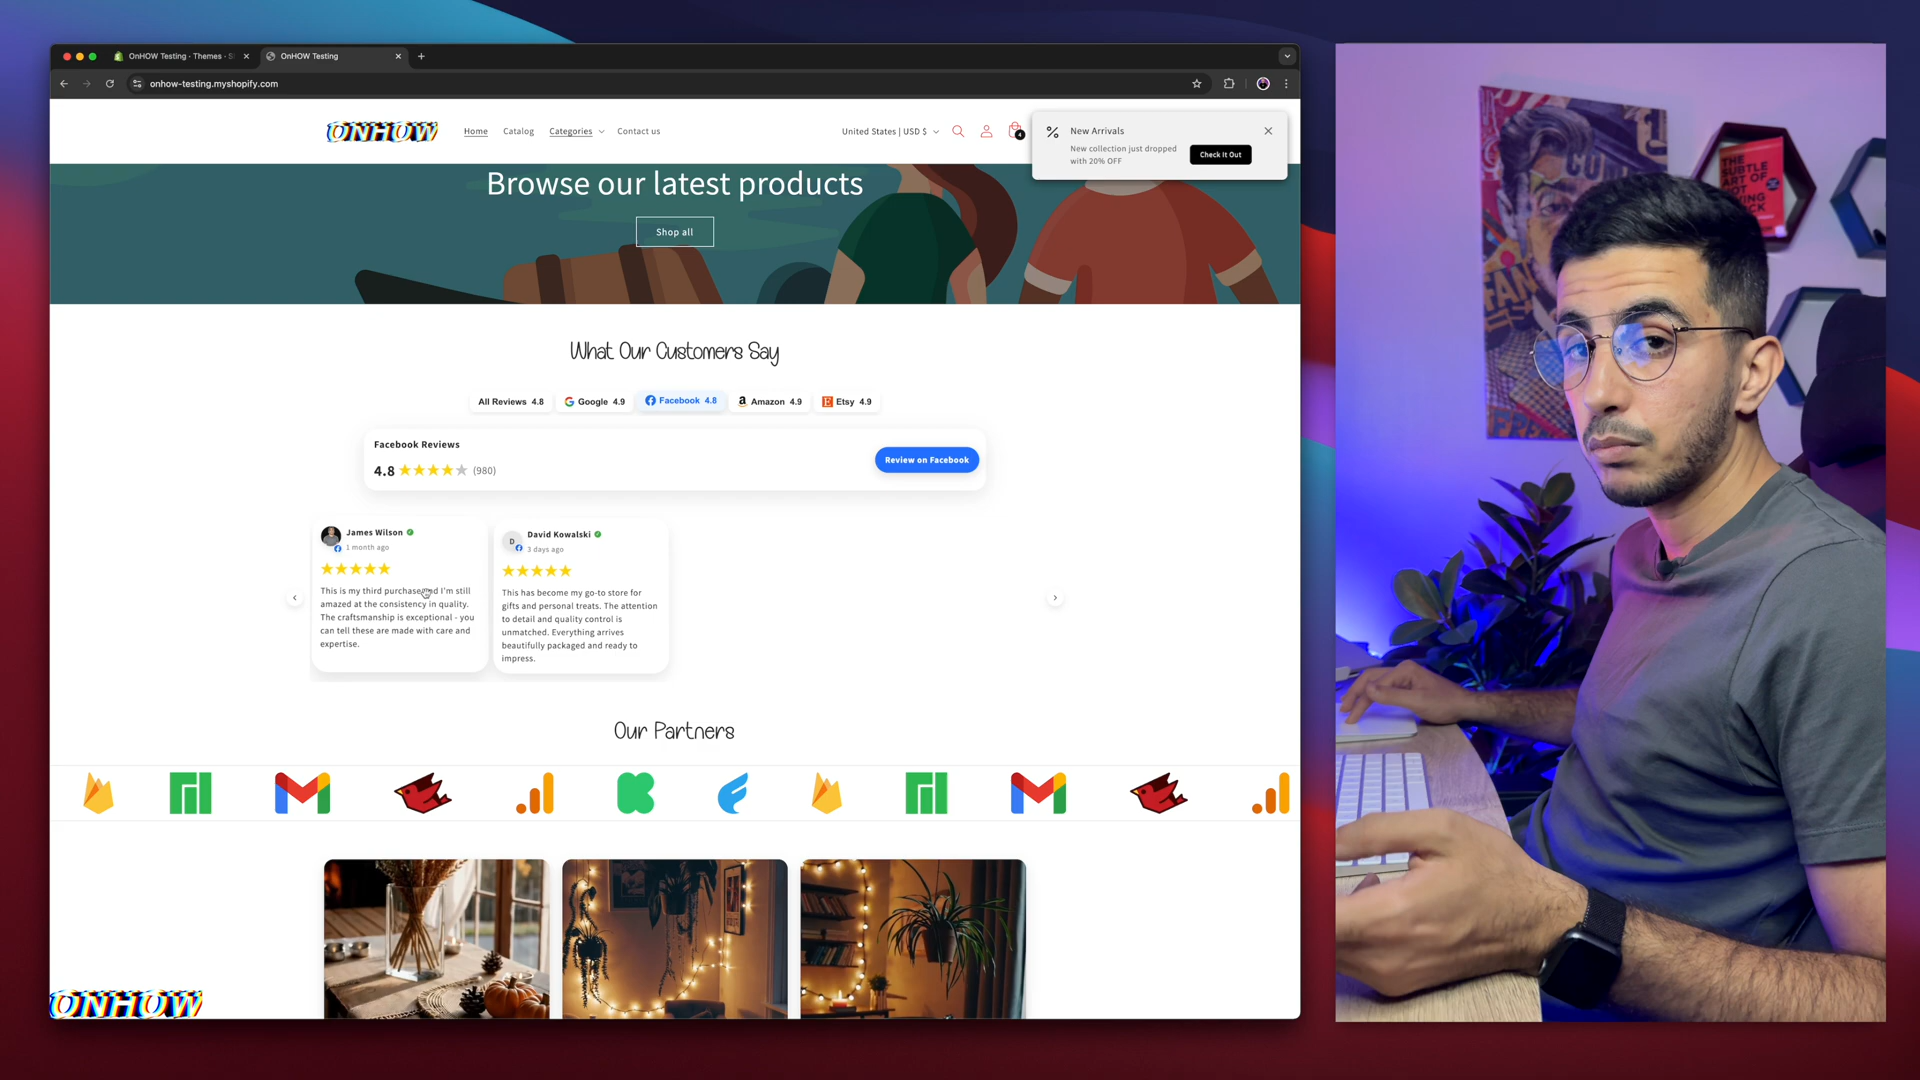 OnHOW Testing - Themes - S
OnHOW Testing
onhow-testing.myshopify.com
ONHOW
Home
Catalog
Categories
Contact us
United States | USD $
4
%
New Arrivals
New collection just dropped
with 20% OFF
Check It Out
Browse our latest products
Shop all
What Our Customers Say
All Reviews 4.8
Google 4.9
Facebook 4.8
Amazon 4.9
Etsy 4.9
Facebook Reviews
4.8 ★★★★★ (980)
Review on Facebook
James Wilson
1 month ago
This is my third purchase and I'm still
amazed at the consistency in quality.
The craftsmanship is exceptional - you
can tell these are made with care and
expertise.
D
David Kowalski
3 days ago
This has become my go-to store for
gifts and personal treats. The attention
to detail and quality control is
unmatched. Everything arrives
beautifully packaged and ready to
impress.
Our Partners
ONHOW
THE
SUBTLE
ART OF